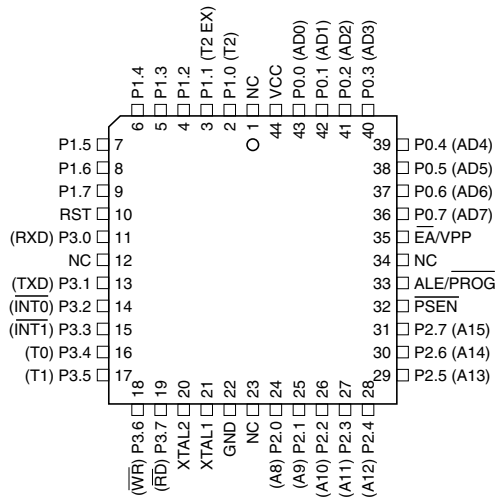 P1.4
P1.3
P1.2
P1.1 (T2 EX)
P1.0 (T2)
NC
VCC
P0.0 (AD0)
P0.1 (AD1)
P0.2 (AD2)
P0.3 (AD3)
6
5
4
3
2
1
44
43
42
41
40
P1.5 7
P1.6 8
P1.7 9
RST 10
(RXD) P3.0 11
NC 12
(TXD) P3.1 13
(INT0) P3.2 14
(INT1) P3.3 15
(T0) P3.4 16
(T1) P3.5 17
39 P0.4 (AD4)
38 P0.5 (AD5)
37 P0.6 (AD6)
36 P0.7 (AD7)
35 EA/VPP
34 NC
33 ALE/PROG
32 PSEN
31 P2.7 (A15)
30 P2.6 (A14)
29 P2.5 (A13)
18
19
20
21
22
23
24
25
26
27
28
(WR) P3.6
(RD) P3.7
XTAL2
XTAL1
GND
NC
(A8) P2.0
(A9) P2.1
(A10) P2.2
(A11) P2.3
(A12) P2.4